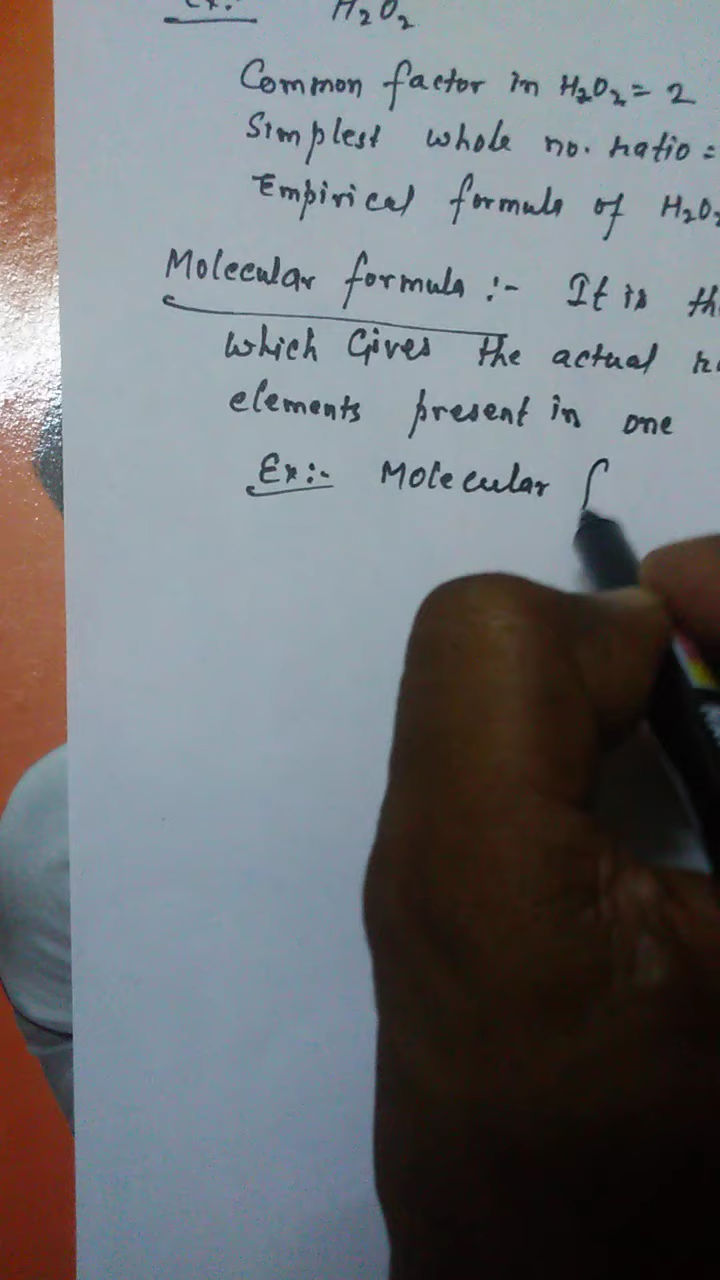 Ex:- H₂O₂
Common factor in H₂O₂ = 2
Simplest whole no. ratio =
Empirical formula of H₂O₂
Molecular formula :- It is th
which Gives the actual
elements present in one
Ex:- Molecular f